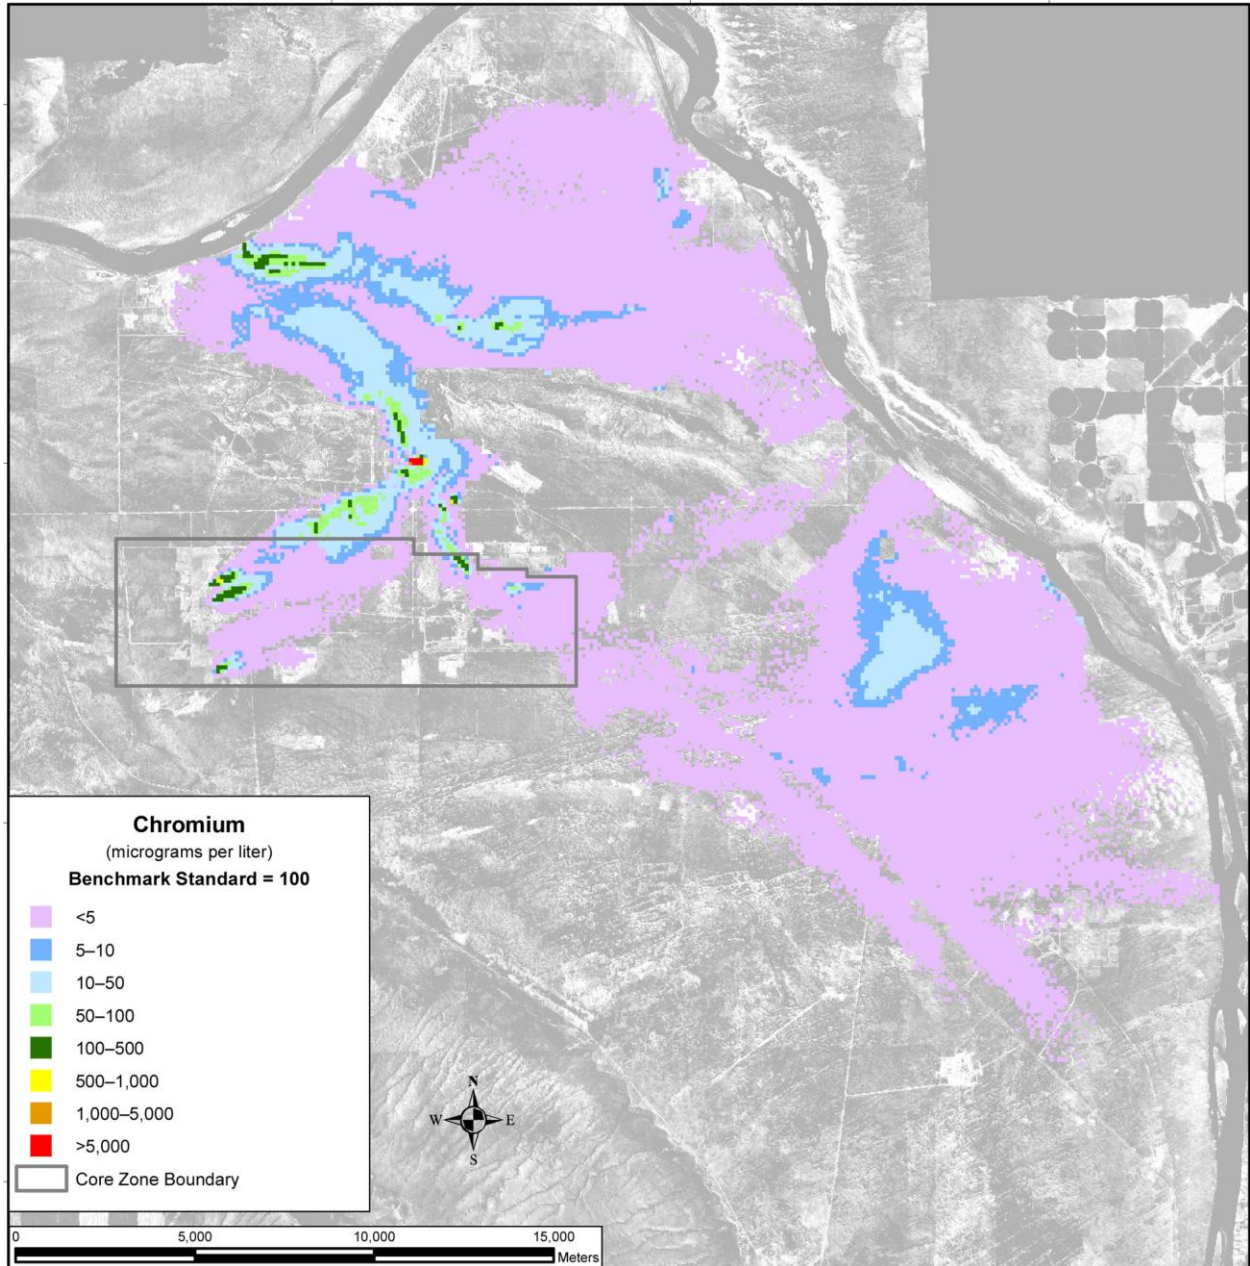 Chromium
(micrograms per liter)
Benchmark Standard = 100
<5
5–10
10–50
50–100
100–500
500–1,000
1,000–5,000
>5,000
Core Zone Boundary
N
W E
S
0 5,000 10,000 15,000
Meters